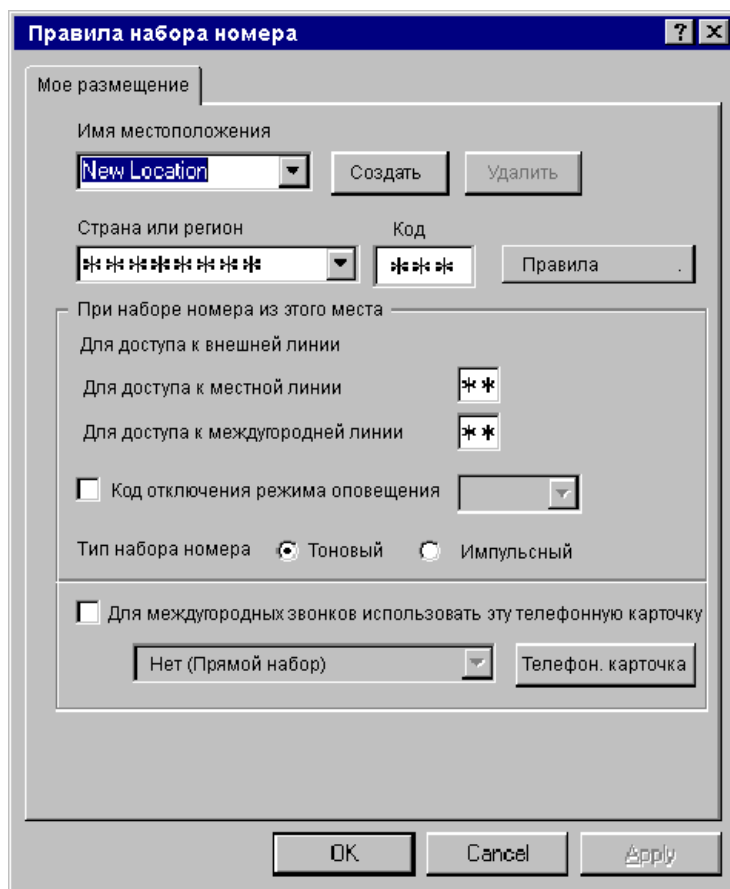 Правила набора номера
Мое размещение
Имя местоположения
New Location
Создать
Удалить
Страна или регион
Код
********
***
Правила .
При наборе номера из этого места
Для доступа к внешней линии
Для доступа к местной линии
**
Для доступа к междугородней линии
**
Код отключения режима оповещения
Тип набора номера
Тоновый
Импульсный
Для междугородных звонков использовать эту телефонную карточку
Нет (Прямой набор)
Телефон. карточка
OK
Cancel
Apply